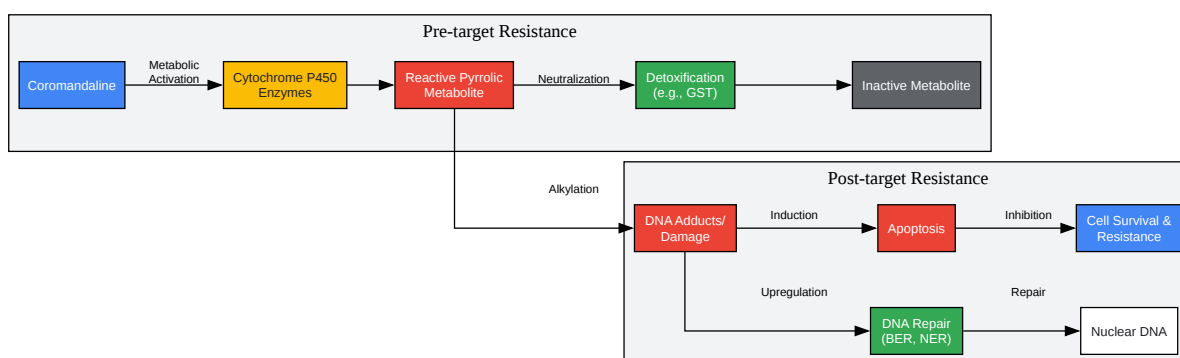 Pre-target Resistance
Coromandaline
Metabolic
Activation
Cytochrome P450
Enzymes
Reactive Pyrrolic
Metabolite
Neutralization
Detoxification
(e.g., GST)
Inactive Metabolite
Alkylation
Post-target Resistance
DNA Adducts/
Damage
Induction
Apoptosis
Inhibition
Cell Survival &
Resistance
Upregulation
DNA Repair
(BER, NER)
Repair
Nuclear DNA